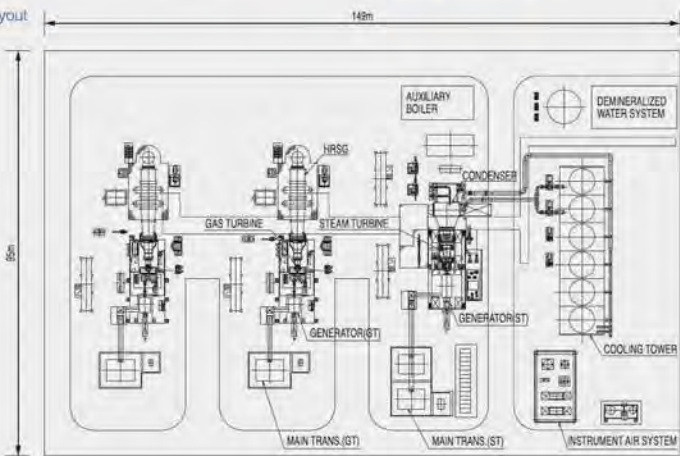 yout
149m
95m
AUXILIARY
BOILER
DEMINERALIZED
WATER SYSTEM
HRSG
CONDENSER
GAS TURBINE
STEAM TURBINE
GENERATOR(GT)
GENERATOR(ST)
COOLING TOWER
MAIN TRANS.(GT)
MAIN TRANS.(ST)
INSTRUMENT AIR SYSTEM